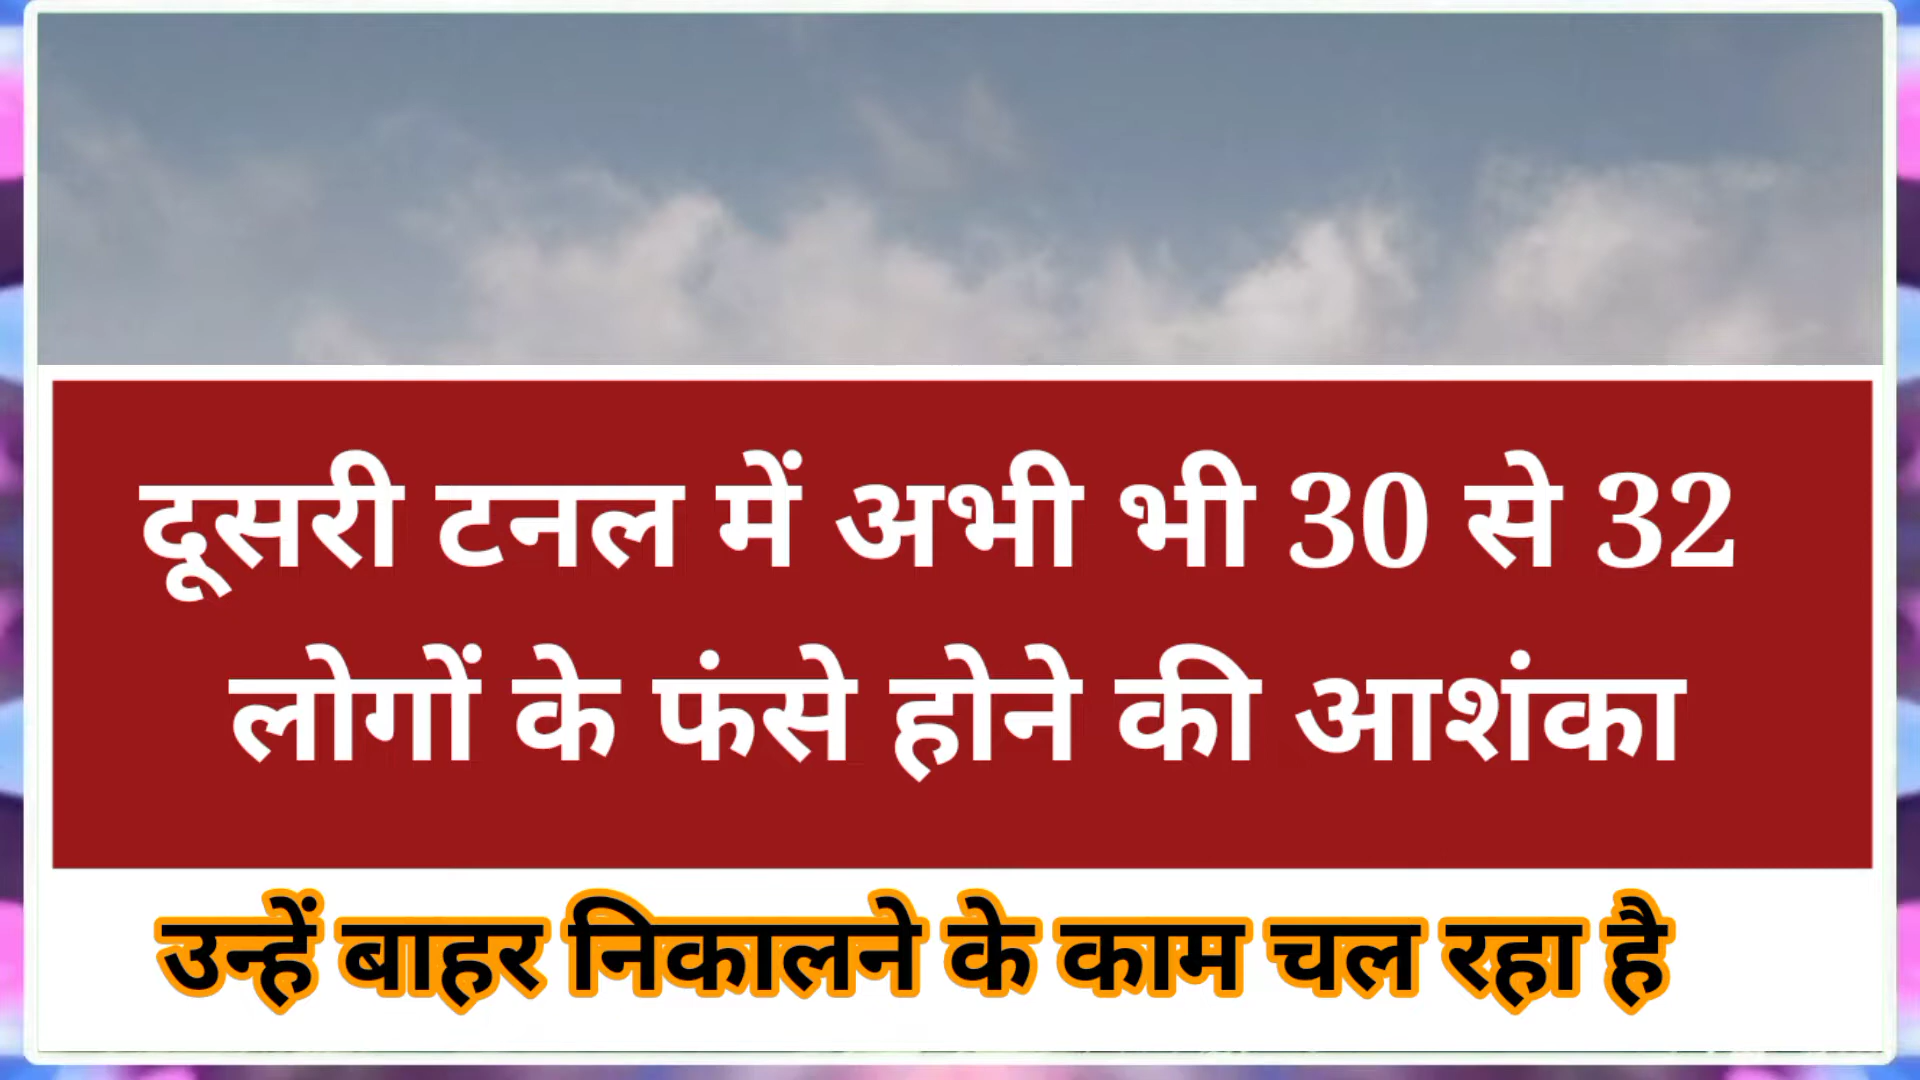 दूसरी टनल में अभी भी 30 से 32
लोगों के फंसे होने की आशंका
उन्हें बाहर निकालने के काम चल रहा है